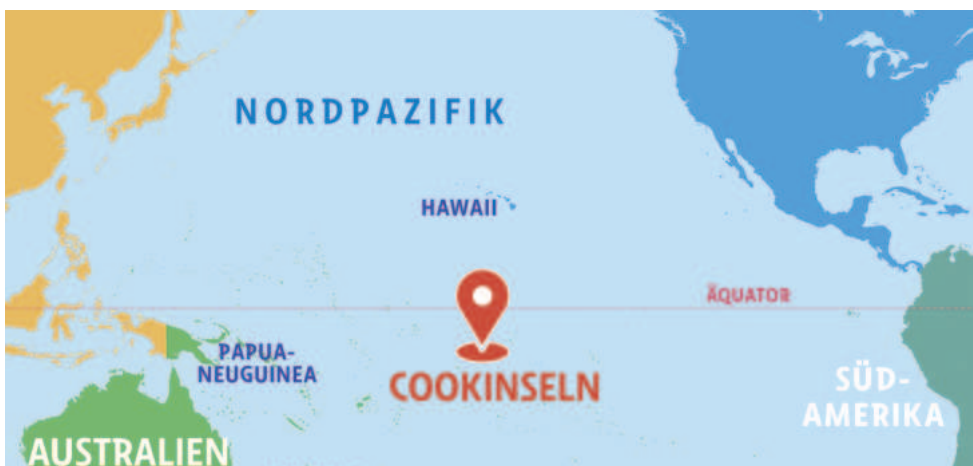 NORDPAZIFIK
HAWAII
ÄQUATOR
PAPUA-
NEUGUINEA
COOKINSELN
SÜD-
AMERIKA
AUSTRALIEN